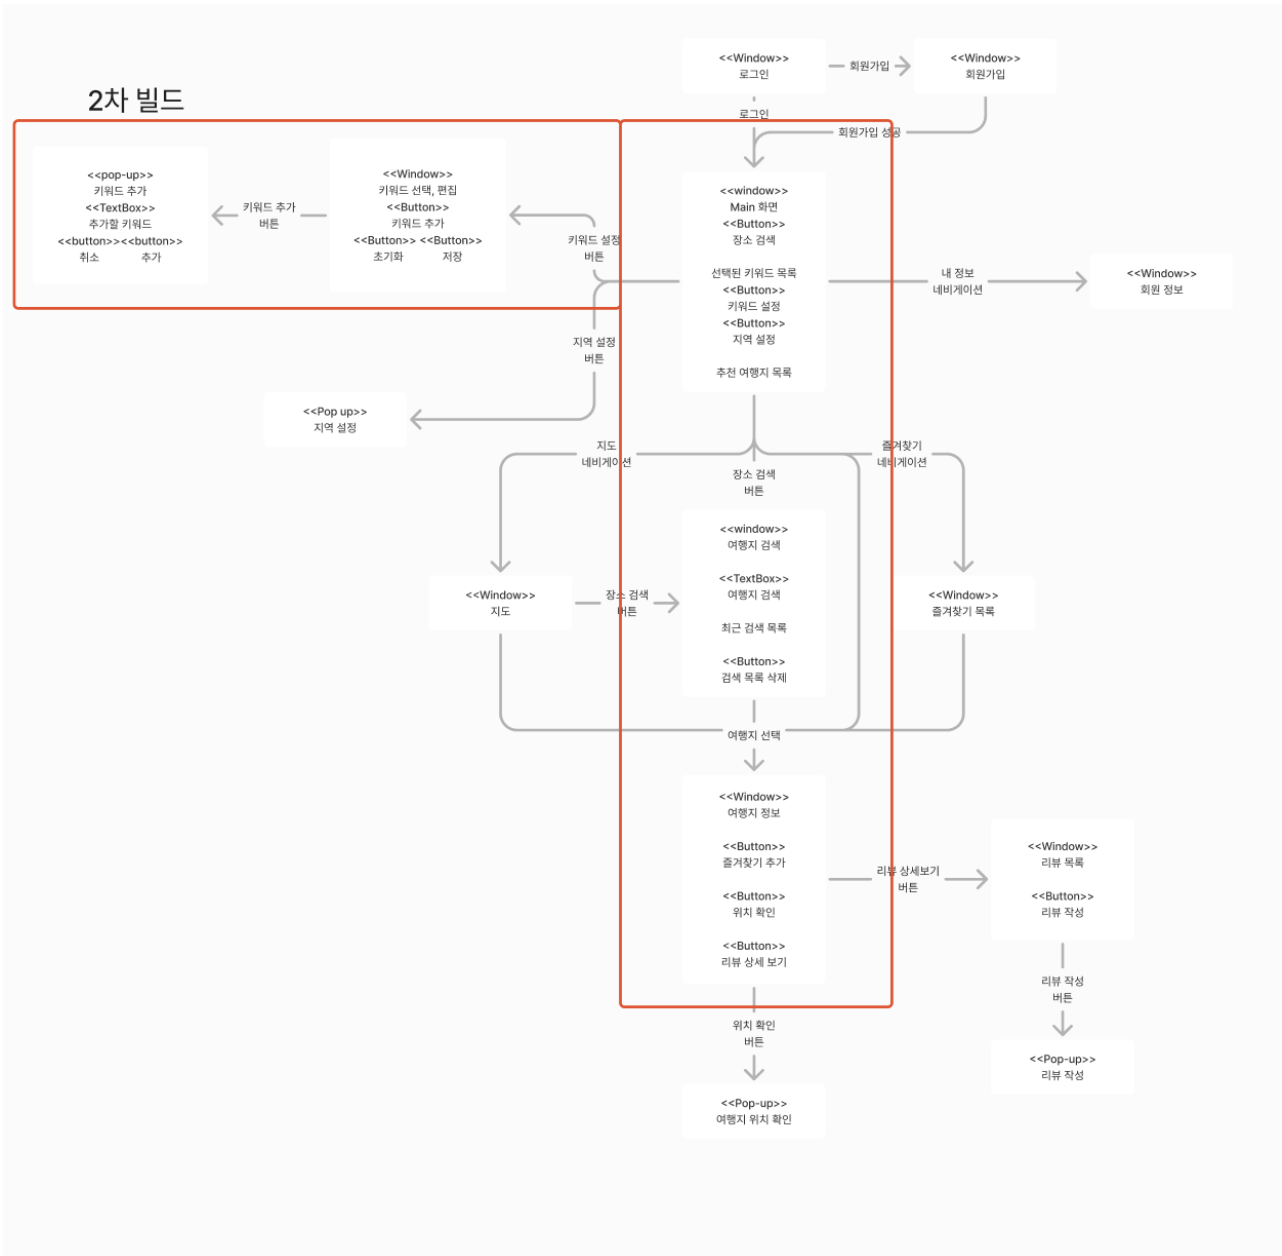 <<Window>>
로그인
회원가입
<<Window>>
회원가입
2차 빌드
로그인
회원가입 성공
<<pop-up>>
키워드 추가
<<TextBox>>
추가할 키워드
<<button>><<button>>
취소 추가
키워드 추가
버튼
<<Window>>
키워드 선택, 편집
<<Button>>
키워드 추가
<<Button>> <<Button>>
초기화 저장
키워드 설정
버튼
<<window>>
Main 화면
<<Button>>
장소 검색
선택된 키워드 목록
<<Button>>
키워드 설정
<<Button>>
지역 설정
추천 여행지 목록
내 정보
네비게이션
<<Window>>
회원 정보
지역 설정
버튼
<<Pop up>>
지역 설정
지도
네비게이션
장소 검색
버튼
즐겨찾기
네비게이션
<<Window>>
지도
장소 검색
버튼
<<window>>
여행지 검색
<<TextBox>>
여행지 검색
최근 검색 목록
<<Button>>
검색 목록 삭제
<<Window>>
즐겨찾기 목록
여행지 선택
<<Window>>
여행지 정보
<<Button>>
즐겨찾기 추가
<<Button>>
위치 확인
<<Button>>
리뷰 상세 보기
리뷰 상세보기
버튼
<<Window>>
리뷰 목록
<<Button>>
리뷰 작성
리뷰 작성
버튼
<<Pop-up>>
리뷰 작성
위치 확인
버튼
<<Pop-up>>
여행지 위치 확인